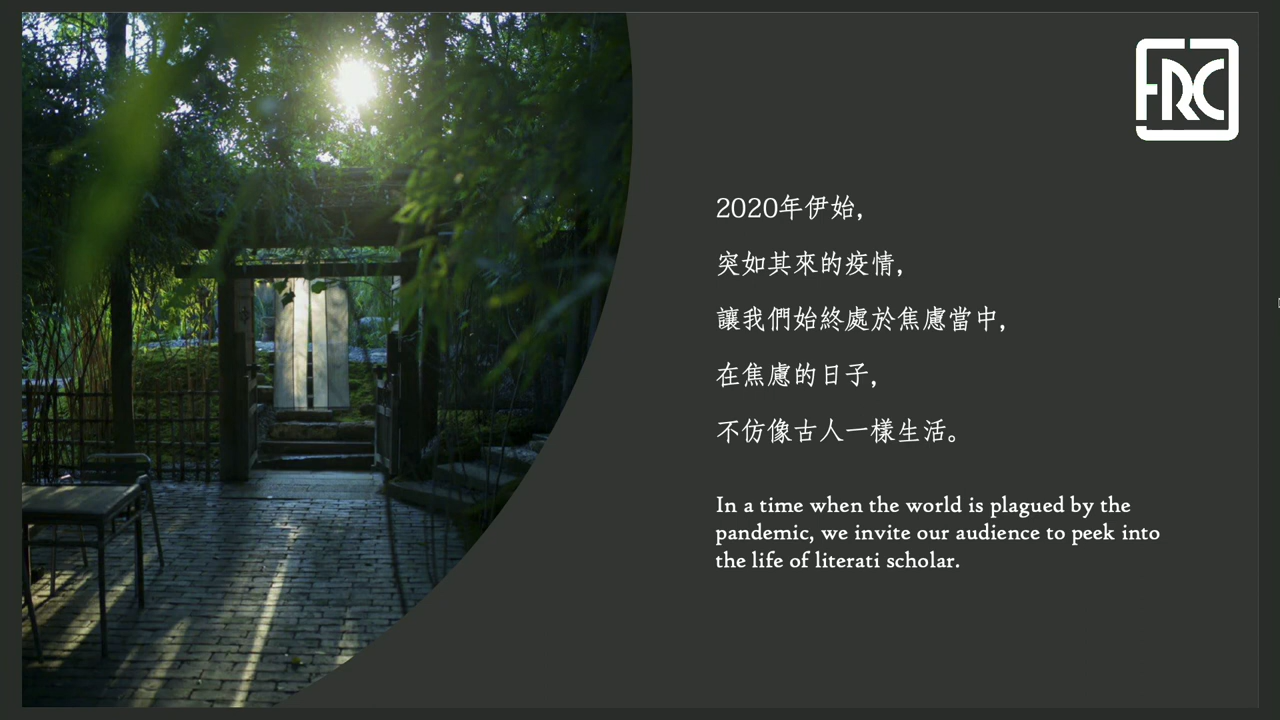 FRC
2020年伊始,
突如其來的疫情,
讓我們始終處於焦慮當中,
在焦慮的日子,
不仿像古人一樣生活。
In a time when the world is plagued by the
pandemic, we invite our audience to peek into
the life of literati scholar.